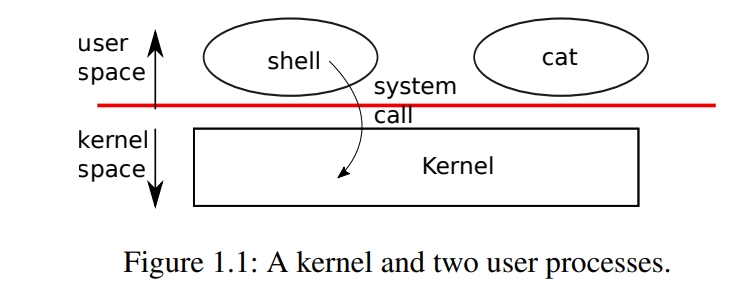 user
space
shell
cat
system
call
kernel
space
Kernel
Figure 1.1: A kernel and two user processes.